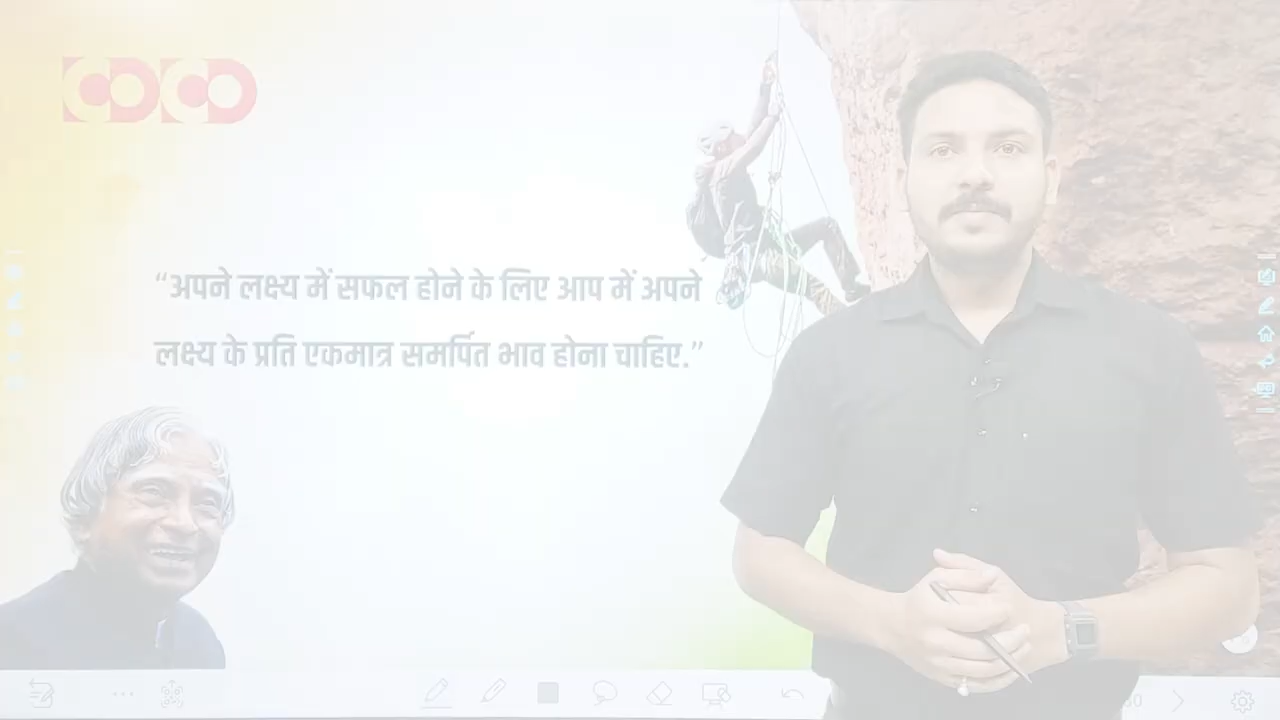 “अपने लक्ष्य में सफल होने के लिए आप में अपने
लक्ष्य के प्रति एकमात्र समर्पित भाव होना चाहिए.”